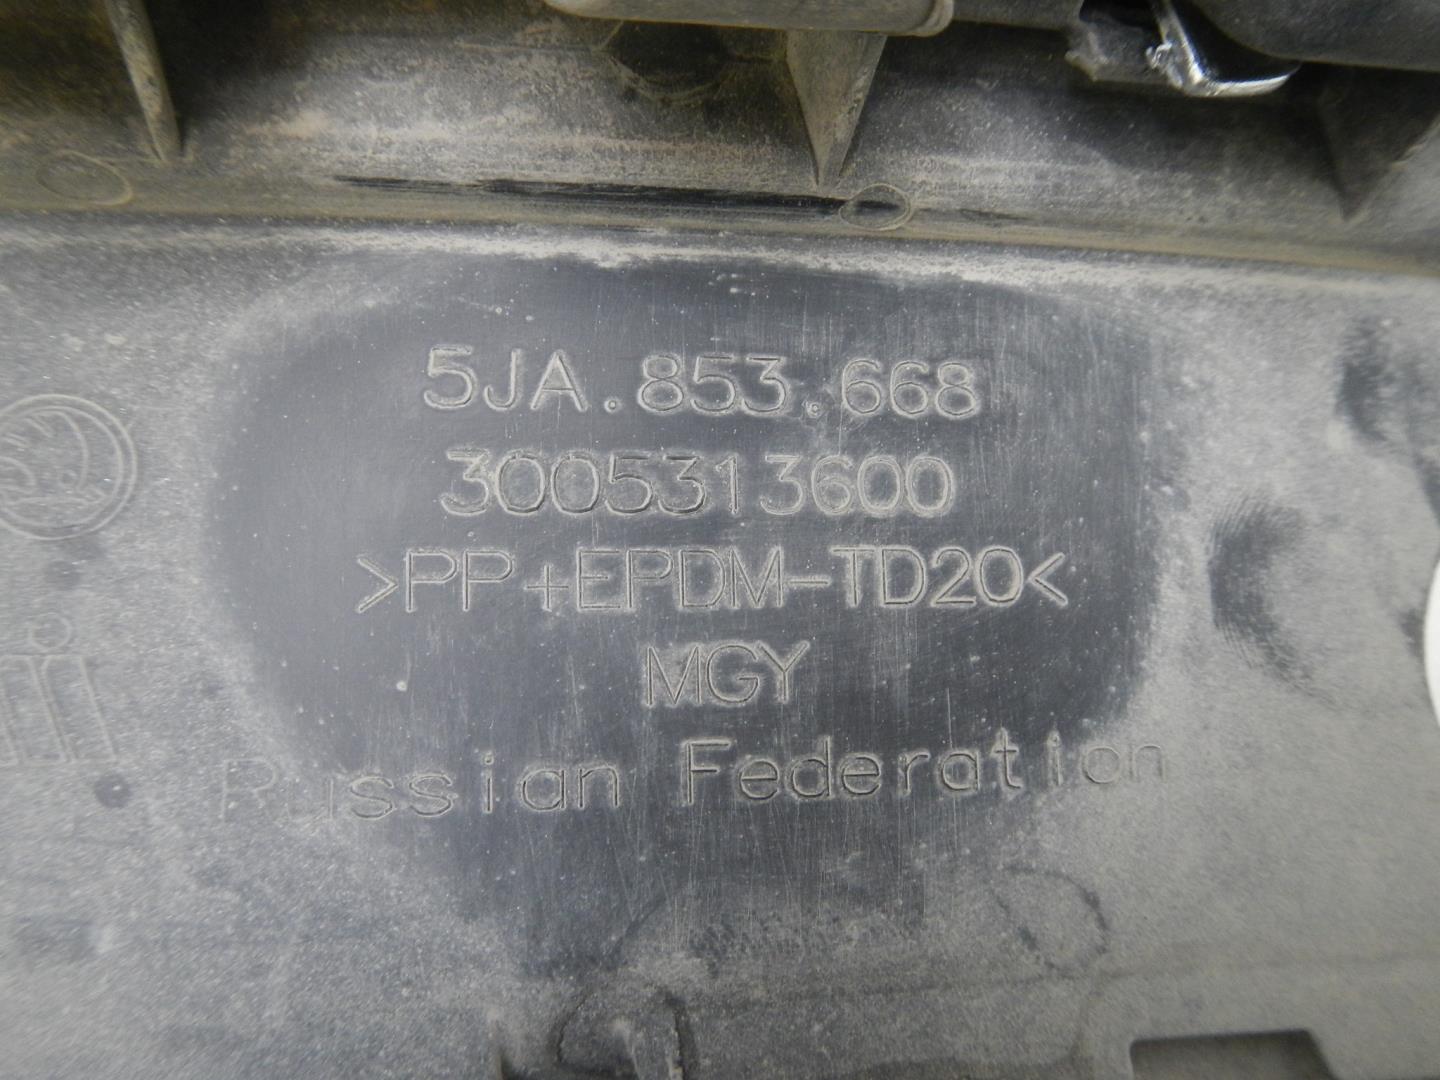 5JA.853.668
3005313600
>PP+EPDM-TD20<
MGY
Russian Federation